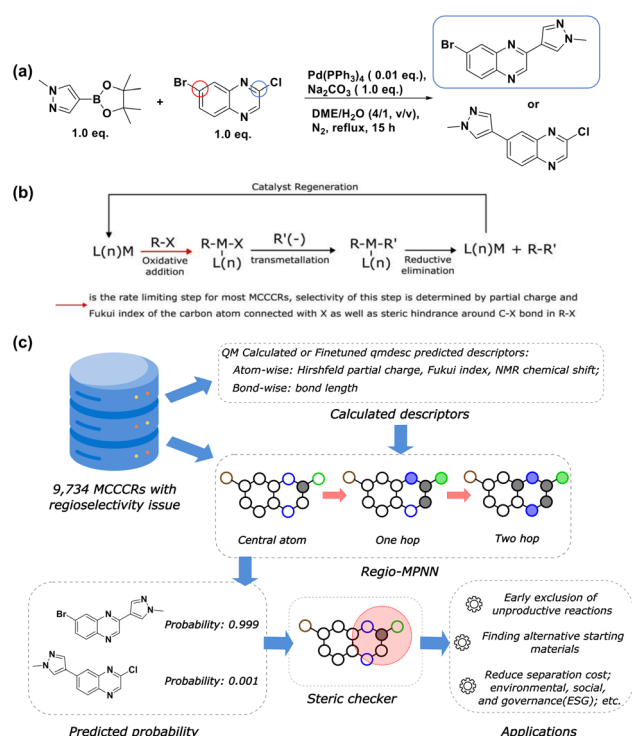 (a)
N
N
B
O
O
1.0 eq.
+
Br
N
N
Cl
1.0 eq.
Pd(PPh3)4 ( 0.01 eq.),
Na2CO3 ( 1.0 eq.)
DME/H2O (4/1, v/v),
N2, reflux, 15 h
Br
N
N
N
N
or
N
N
N
N
Cl
(b)
Catalyst Regeneration
L(n)M
R-X
Oxidative
addition
R-M-X
L(n)
R'(-)
transmetallation
R-M-R'
L(n)
Reductive
elimination
L(n)M + R-R'
is the rate limiting step for most MCCCRs, selectivity of this step is determined by partial charge and
Fukui index of the carbon atom connected with X as well as steric hindrance around C-X bond in R-X
(c)
QM Calculated or Finetuned qmdesc predicted descriptors:
Atom-wise: Hirshfeld partial charge, Fukui index, NMR chemical shift;
Bond-wise: bond length
Calculated descriptors
9,734 MCCCRs with
regioselectivity issue
Central atom
One hop
Two hop
Regio-MPNN
Br
N
N
N
N
Probability: 0.999
N
N
N
N
Cl
Probability: 0.001
Predicted probability
Steric checker
Early exclusion of
unproductive reactions
Finding alternative starting
materials
Reduce separation cost;
environmental, social,
and governance(ESG); etc.
Applications